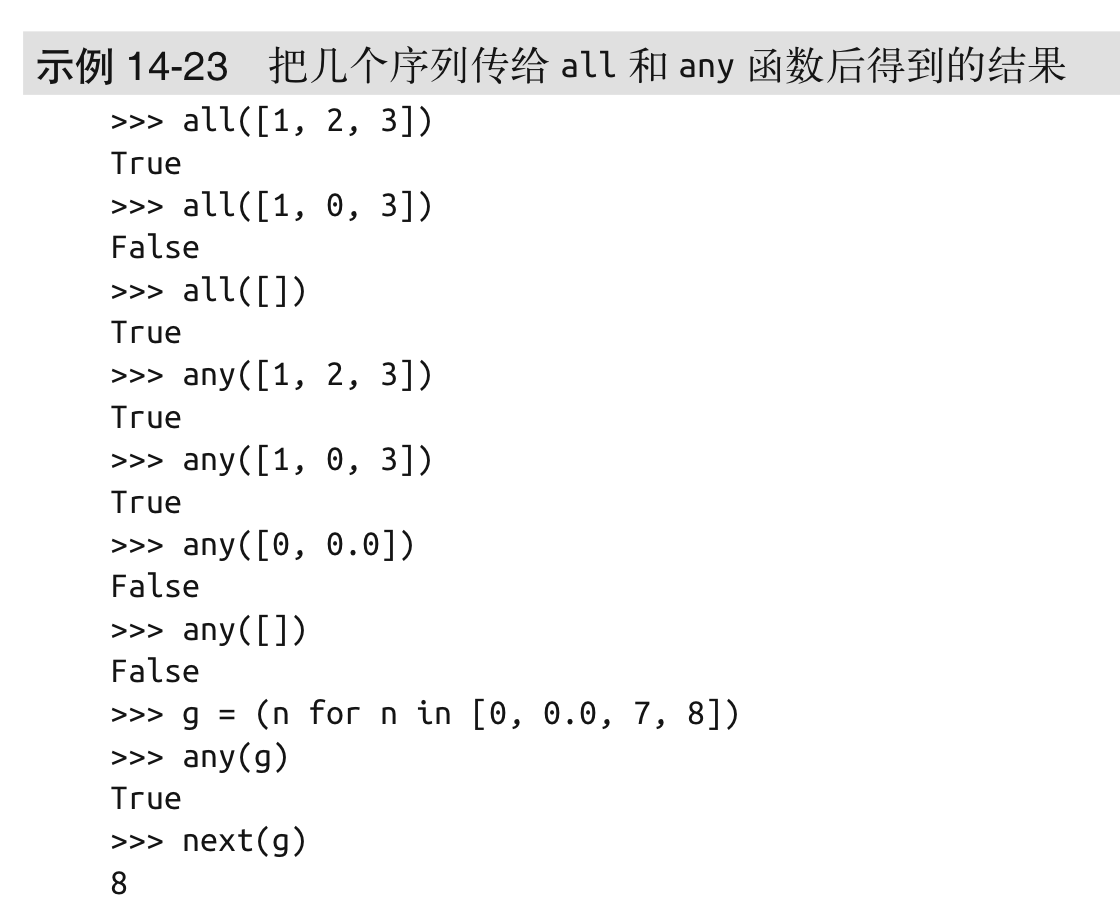 示例 14-23 把几个序列传给 all 和 any 函数后得到的结果
>>> all([1, 2, 3])
True
>>> all([1, 0, 3])
False
>>> all([])
True
>>> any([1, 2, 3])
True
>>> any([1, 0, 3])
True
>>> any([0, 0.0])
False
>>> any([])
False
>>> g = (n for n in [0, 0.0, 7, 8])
>>> any(g)
True
>>> next(g)
8